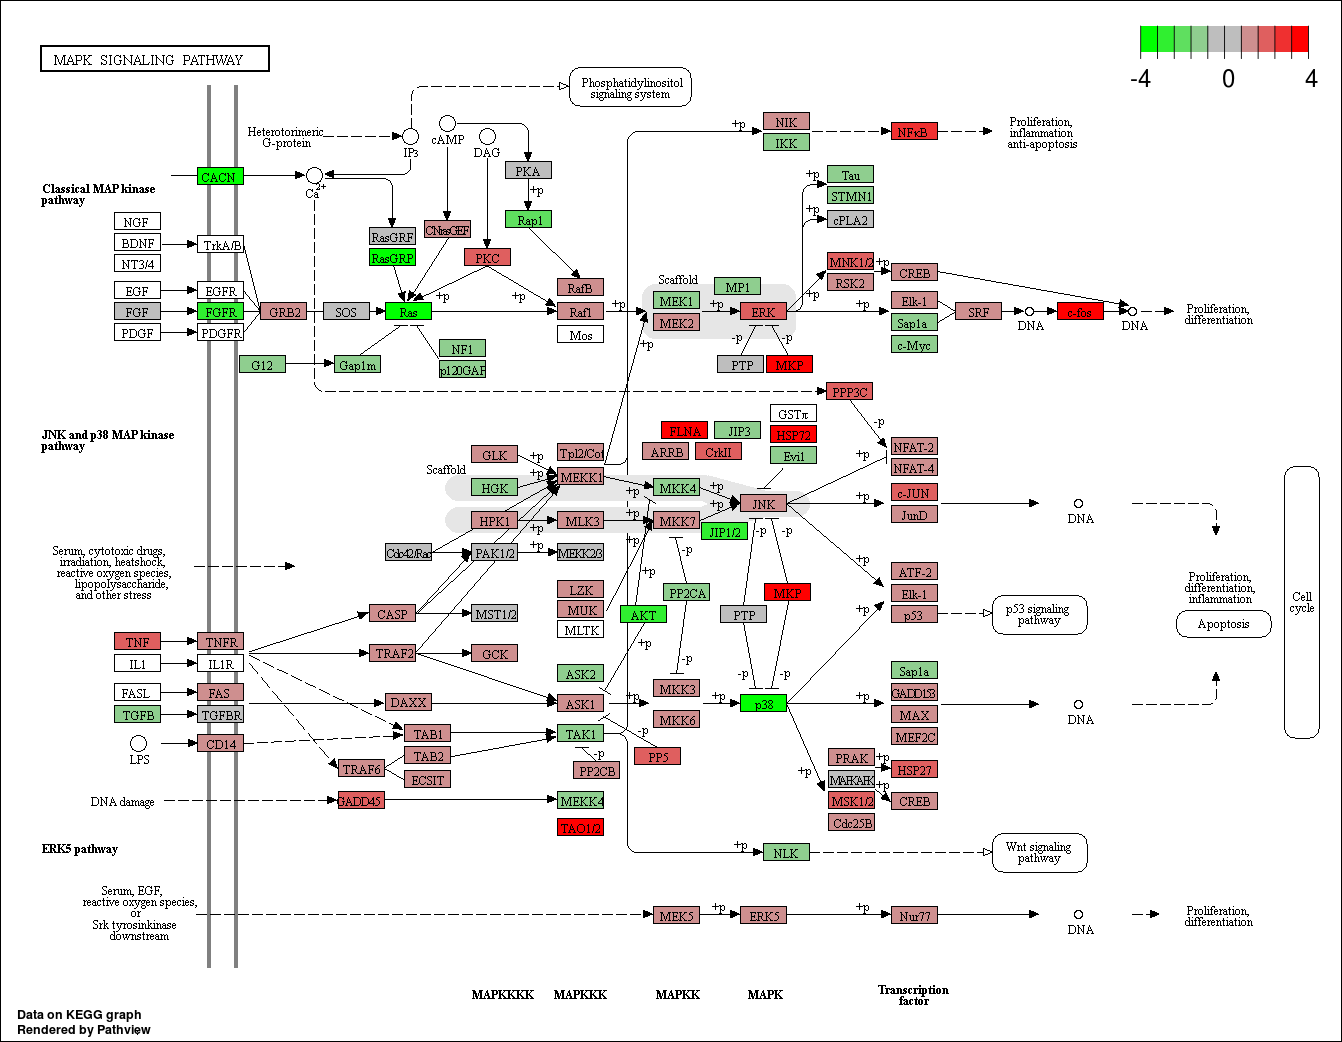 MAPK SIGNALING PATHWAY
-4
0
4
Phosphatidylinositol
signaling system
Heterotorimeric
G-protein
IP3
cAMP
DAG
Ca2+
CACN
PKA
+p
Rap1
RasGRF
RasGRP
CNrasGEF
PKC
+p
NIK
IKK
NFκB
Proliferation,
inflammation
anti-apoptosis
Classical MAP kinase
pathway
NGF
BDNF
NT3/4
TrkA/B
EGF
EGFR
FGF
FGFR
PDGF
PDGFR
GRB2
SOS
Ras
+p
+p
RafB
Raf1
Mos
+p
G12
Gap1m
NF1
p120GAP
Scaffold
MEK1
MEK2
MP1
+p
ERK
+p
-p
-p
PTP
MKP
+p
+p
Tau
STMN1
cPLA2
+p
MNK1/2
RSK2
+p
CREB
+p
Elk-1
Sap1a
c-Myc
SRF
DNA
c-fos
DNA
Proliferation,
differentiation
PPP3C
-p
JNK and p38 MAP kinase
pathway
GSTπ
FLNA
JIP3
HSP72
ARRB
CrkII
Evi1
Scaffold
GLK
HGK
HPK1
+p
+p
+p
Tpl2/Cot
MEKK1
MLK3
+p
MKK4
MKK7
+p
+p
+p
JNK
JIP1/2
+p
NFAT-2
NFAT-4
+p
c-JUN
JunD
DNA
Cdc42/Rac
PAK1/2
+p
MEKK2/3
+p
-p
-p
-p
+p
ATF-2
Elk-1
p53
p53 signaling
pathway
Serum, cytotoxic drugs,
irradiation, heatshock,
reactive oxygen species,
lipopolysaccharide,
and other stress
CASP
MST1/2
LZK
MUK
MLTK
+p
AKT
PP2CA
MKP
PTP
+p
Proliferation,
differentiation,
inflammation
Apoptosis
Cell
cycle
TNF
TNFR
IL1
IL1R
FASL
FAS
TGFB
TGFBR
LPS
CD14
TRAF2
GCK
+p
ASK2
-p
-p
-p
DAXX
ASK1
+p
MKK3
MKK6
+p
p38
+p
Sap1a
GADD153
MAX
MEF2C
DNA
TAB1
TAB2
ECSIT
TRAF6
TAK1
-p
-p
PP5
PP2CB
+p
PRAK
MAPKAPK
MSK1/2
Cdc25B
+p
+p
HSP27
CREB
DNA damage
GADD45
MEKK4
TAO1/2
+p
NLK
Wnt signaling
pathway
ERK5 pathway
Serum, EGF,
reactive oxygen species,
or
Srk tyrosinkinase
downstream
MEK5
+p
ERK5
+p
Nur77
DNA
Proliferation,
differentiation
MAPKKKK
MAPKKK
MAPKK
MAPK
Transcription
factor
Data on KEGG graph
Rendered by Pathview